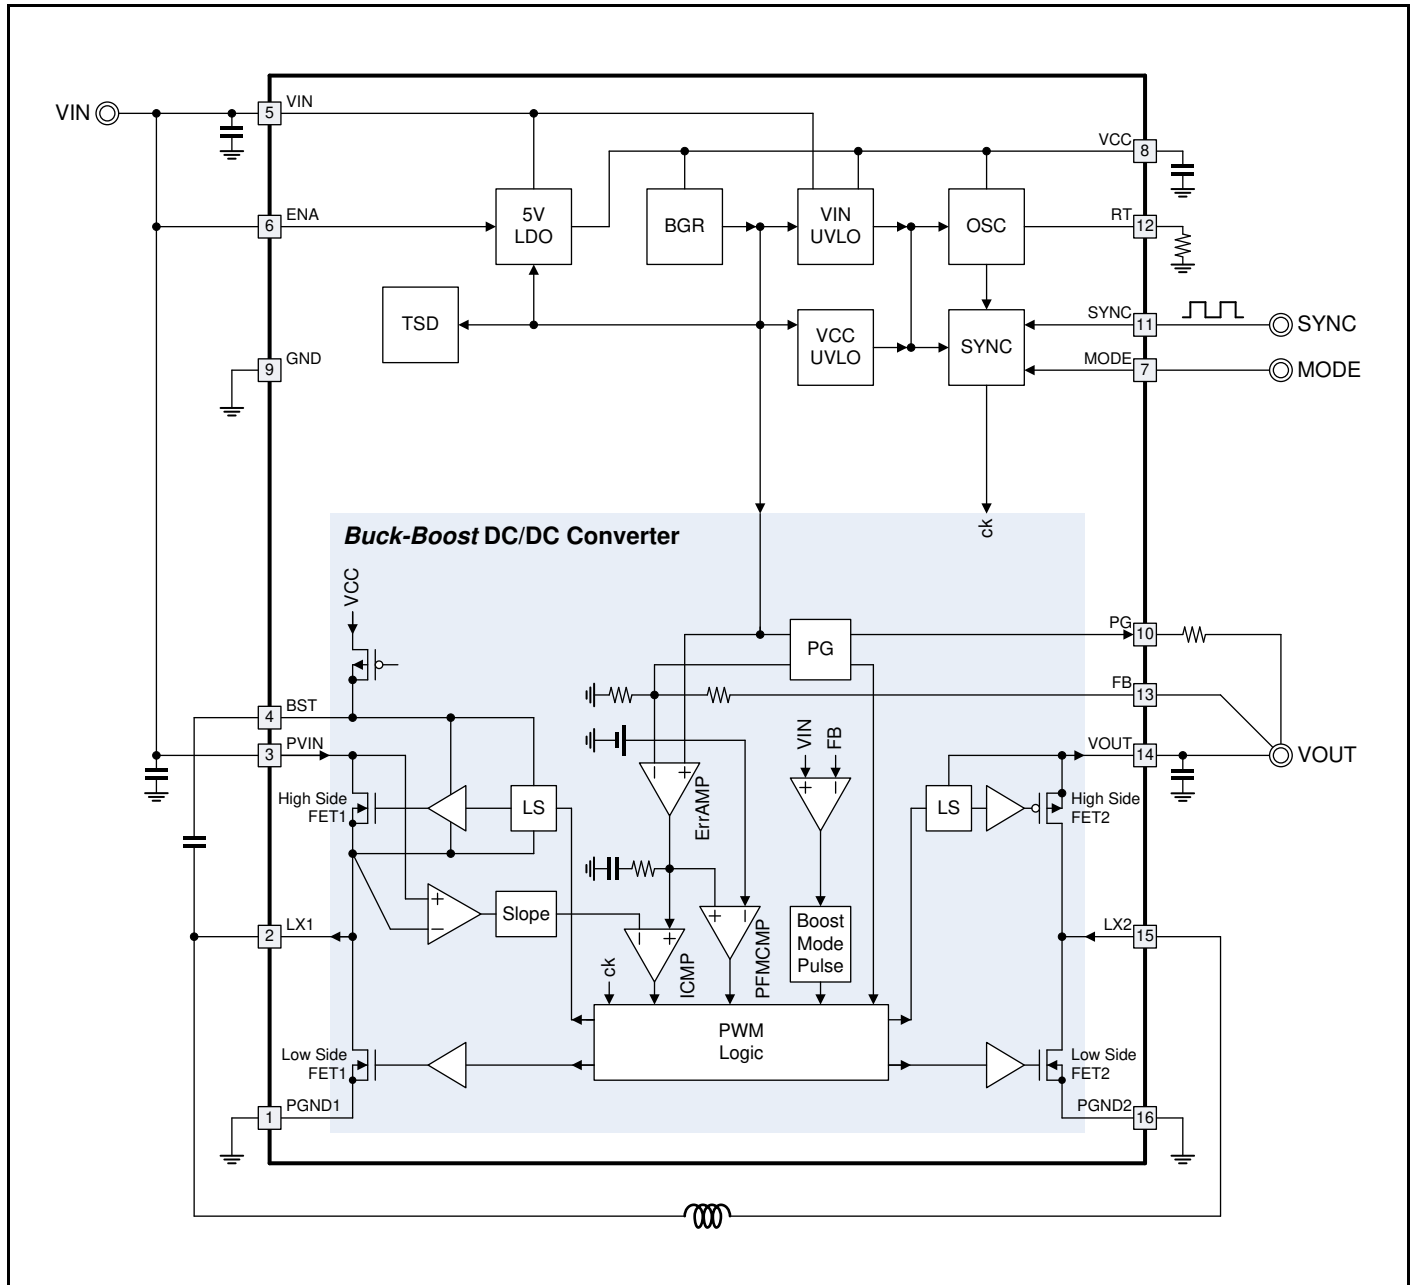 VIN
5
VIN
VCC
8
6
ENA
5V
LDO
BGR
VIN
UVLO
OSC
RT
12
TSD
VCC
UVLO
SYNC
SYNC
11
SYNC
9
GND
MODE
7
MODE
ck
Buck-Boost DC/DC Converter
VCC
PG
PG
10
FB
13
4
BST
3
PVIN
VIN
FB
VOUT
14
VOUT
High Side
FET1
LS
−
+
ErrAMP
+
−
LS
High Side
FET2
+
−
Slope
+
−
PFMCMP
Boost
Mode
Pulse
2
LX1
LX2
15
−
+
ICMP
ck
PWM
Logic
Low Side
FET1
Low Side
FET2
1
PGND1
PGND2
16